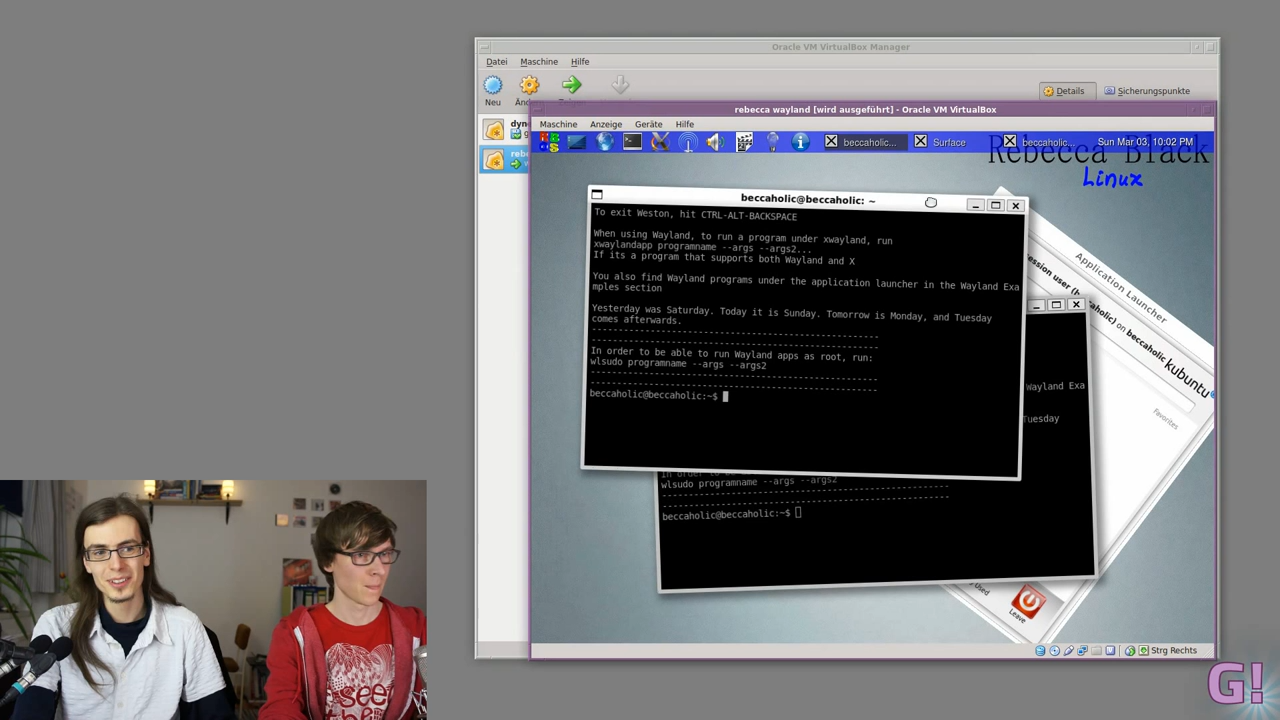 Oracle VM VirtualBox Manager
Datei Maschine Hilfe
Neu
Details Sicherungspunkte
rebecca wayland [wird ausgeführt] - Oracle VM VirtualBox
Maschine Anzeige Geräte Hilfe
beccaholic... Surface beccaholic... Sun Mar 03, 10:02 PM
Rebecca Black
Linux
beccaholic@beccaholic: ~
To exit Weston, hit CTRL-ALT-BACKSPACE
When using Wayland, to run a program under xwayland, run
xwaylandapp programname --args --args2...
If its a program that supports both Wayland and X
You also find Wayland programs under the application launcher in the Wayland Exa
mples section
Yesterday was Saturday. Today it is Sunday. Tomorrow is Monday, and Tuesday
comes afterwards.
In order to be able to run Wayland apps as root, run:
wlsudo programname --args --args2
beccaholic@beccaholic:~$
Application Launcher
on beccaholic kubuntu
Favorites
Wayland Exa
Tuesday
wlsudo programname --args --args2
beccaholic@beccaholic:~$
Used
Leave
Strg Rechts
see
G!